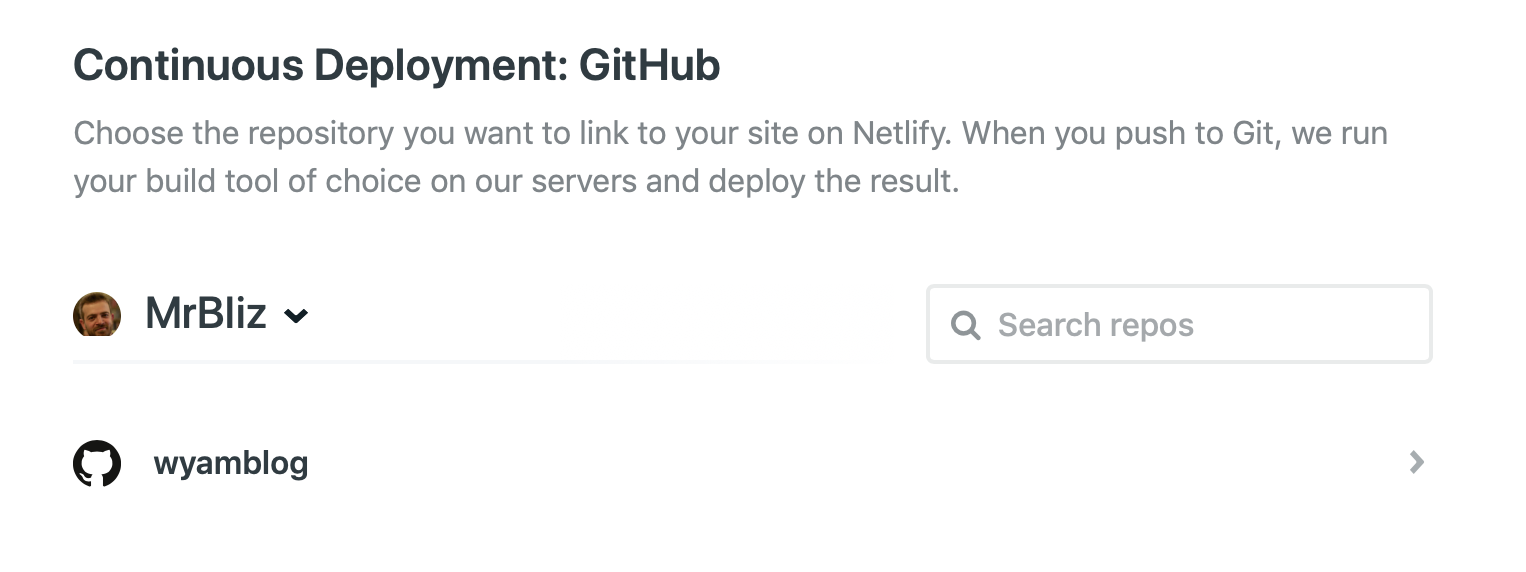 Continuous Deployment: GitHub
Choose the repository you want to link to your site on Netlify. When you push to Git, we run
your build tool of choice on our servers and deploy the result.
MrBliz
Search repos
wyamblog